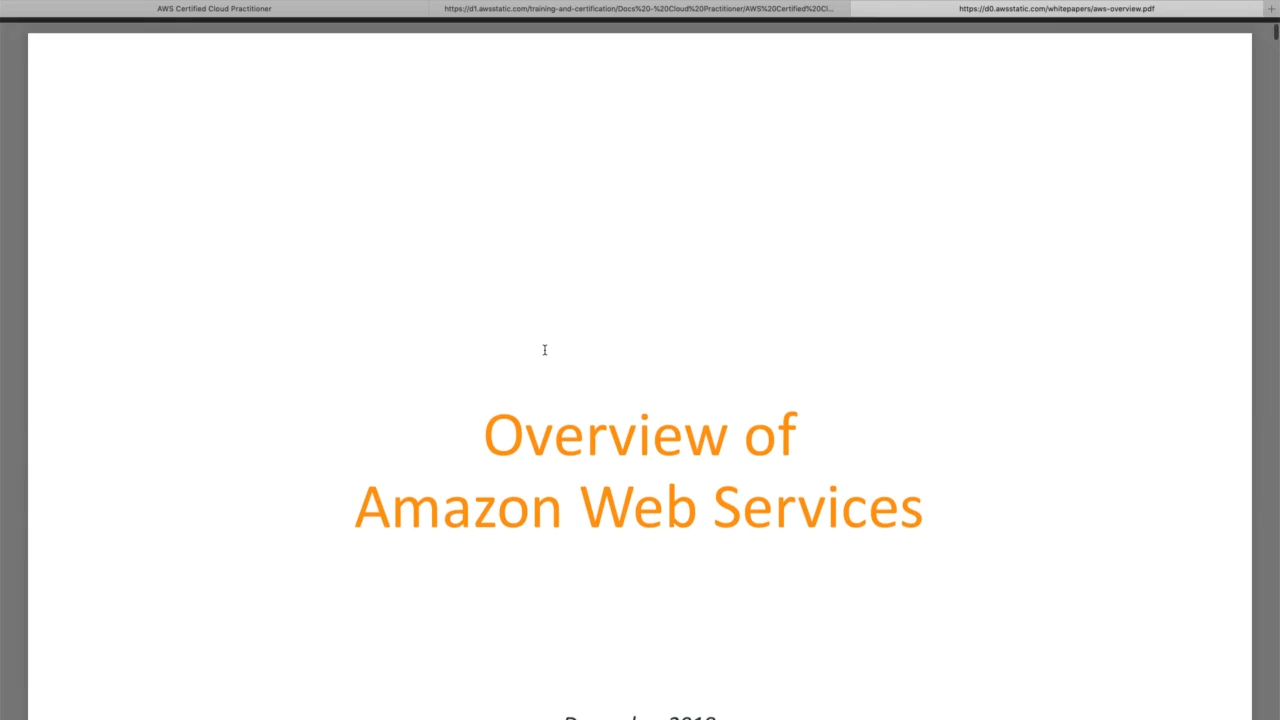 AWS Certified Cloud Practitioner
https://d1.awsstatic.com/training-and-certification/Docs%20-%20Cloud%20Practitioner/AWS%20Certified%20Cl...
https://d0.awsstatic.com/whitepapers/aws-overview.pdf
Overview of
Amazon Web Services